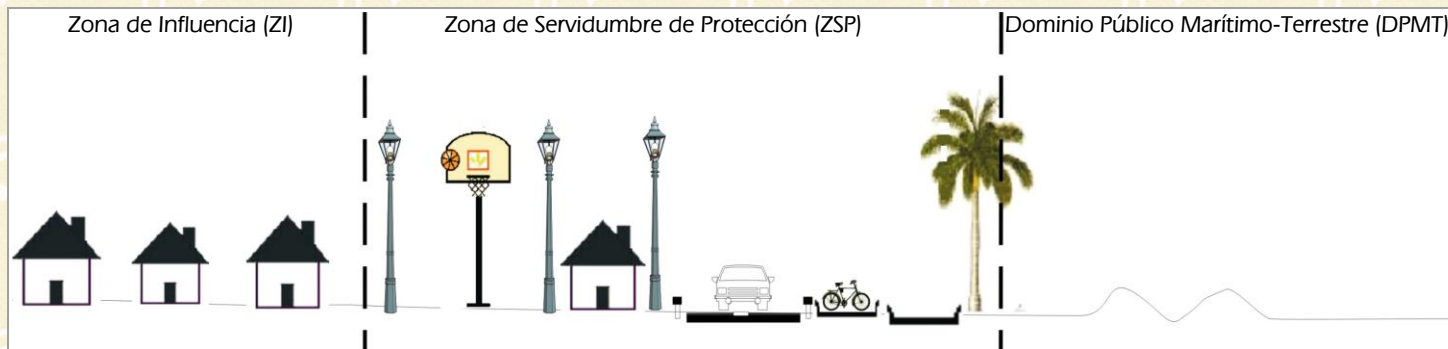 Zona de Influencia (ZI)
Zona de Servidumbre de Protección (ZSP)
Dominio Público Marítimo-Terrestre (DPMT)